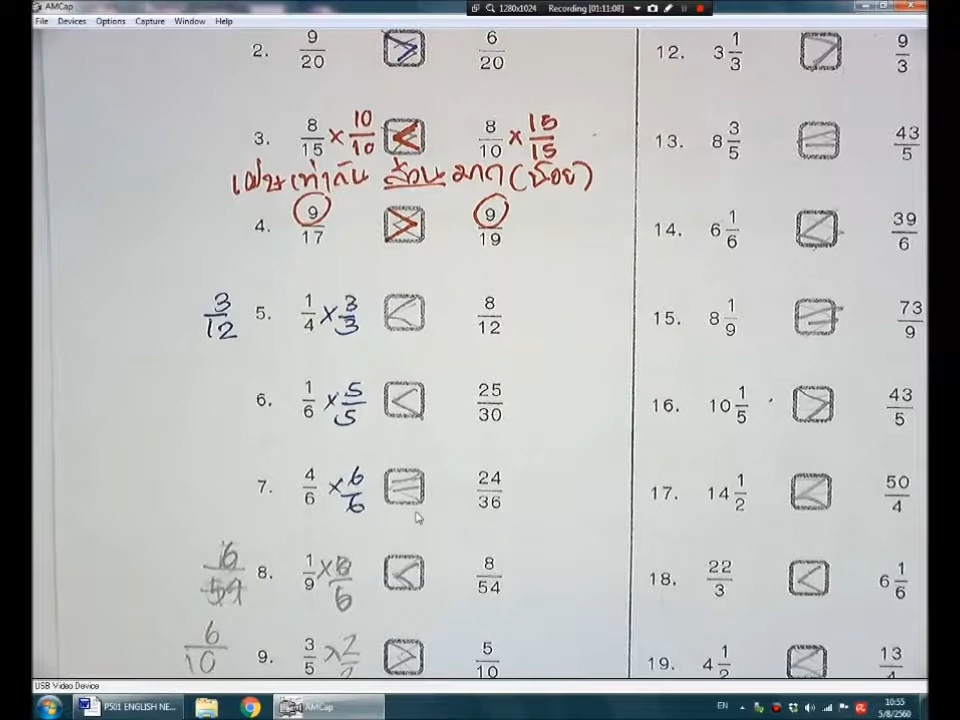 AMCap
1280x1024 Recording [01:11:08]
File Devices Options Capture Window Help
2. 9/20 > 6/20
3. 8/15 × 10/10 < 8/10 × 15/15
เศษเท่ากัน ส่วน มาก (น้อย)
4. 9/17 > 9/19
3/12 5. 1/4 × 3/3 < 8/12
6. 1/6 × 5/5 < 25/30
7. 4/6 × 6/6 = 24/36
6/54 8. 1/9 × 6/6 < 8/54
6/10 9. 3/5 × 2/2 > 5/10
12. 3 1/3 > 9/3
13. 8 3/5 = 43/5
14. 6 1/6 < 39/6
15. 8 1/9 = 73/9
16. 10 1/5 > 43/5
17. 14 1/2 50/4
18. 22/3 < 6 1/6
19. 4 1/2 13/4
USB Video Device
P501 ENGLISH NE...
AMCap
EN
10:55
5/8/2560